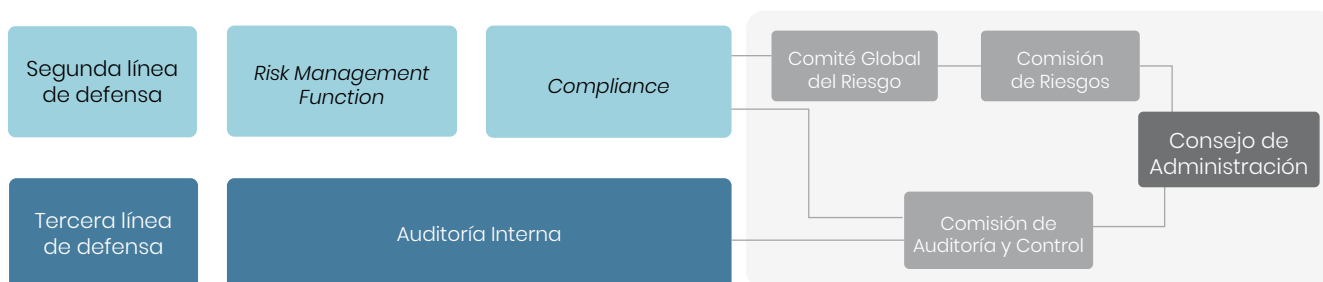 Segunda línea
de defensa
Risk Management
Function
Compliance
Comité Global
del Riesgo
Comisión
de Riesgos
Consejo de
Administración
Tercera línea
de defensa
Auditoría Interna
Comisión de
Auditoría y Control